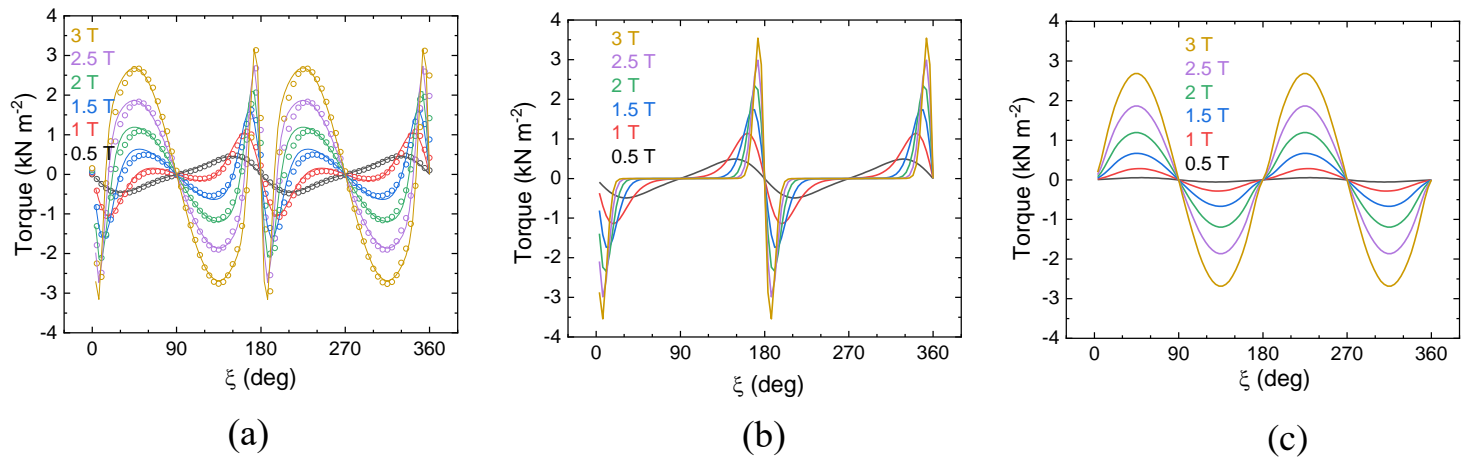 4
3
2
1
0
-1
-2
-3
-4
Torque (kN m-2)
3 T
2.5 T
2 T
1.5 T
1 T
0.5 T
0 90 180 270 360
ξ (deg)
(a)
4
3
2
1
0
-1
-2
-3
-4
Torque (kN m-2)
3 T
2.5 T
2 T
1.5 T
1 T
0.5 T
0 90 180 270 360
ξ (deg)
(b)
4
3
2
1
0
-1
-2
-3
-4
Torque (kN m-2)
3 T
2.5 T
2 T
1.5 T
1 T
0.5 T
0 90 180 270 360
ξ (deg)
(c)